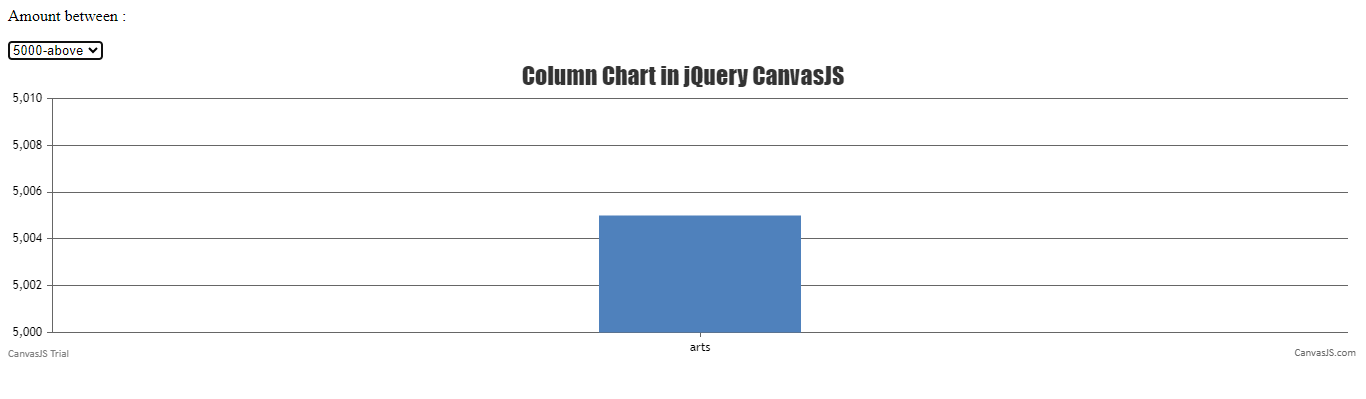 Amount between :
5000-above
Column Chart in jQuery CanvasJS
5,010
5,008
5,006
5,004
5,002
5,000
arts
CanvasJS Trial
CanvasJS.com